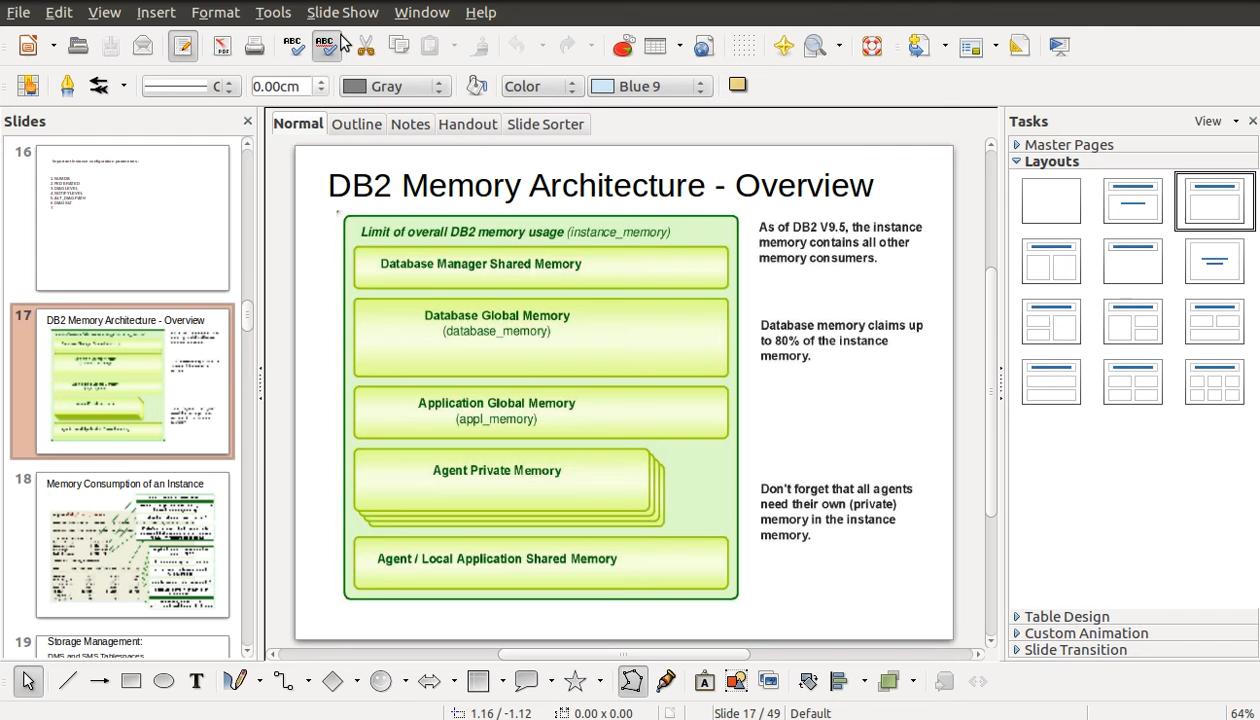 File Edit View Insert Format Tools Slide Show Window Help
ABC ABC
C 0.00cm Gray Color Blue 9
Slides
Normal Outline Notes Handout Slide Sorter
Tasks View
16
17
DB2 Memory Architecture - Overview
18
Memory Consumption of an Instance
19
Storage Management:
DMS and SMS Tablespaces
DB2 Memory Architecture - Overview
Limit of overall DB2 memory usage (instance_memory)
Database Manager Shared Memory
Database Global Memory
(database_memory)
Application Global Memory
(appl_memory)
Agent Private Memory
Agent / Local Application Shared Memory
As of DB2 V9.5, the instance
memory contains all other
memory consumers.
Database memory claims up
to 80% of the instance
memory.
Don't forget that all agents
need their own (private)
memory in the instance
memory.
Master Pages
Layouts
Table Design
Custom Animation
Slide Transition
T
A
1.16 / -1.12 0.00 x 0.00 Slide 17 / 49 Default 64%